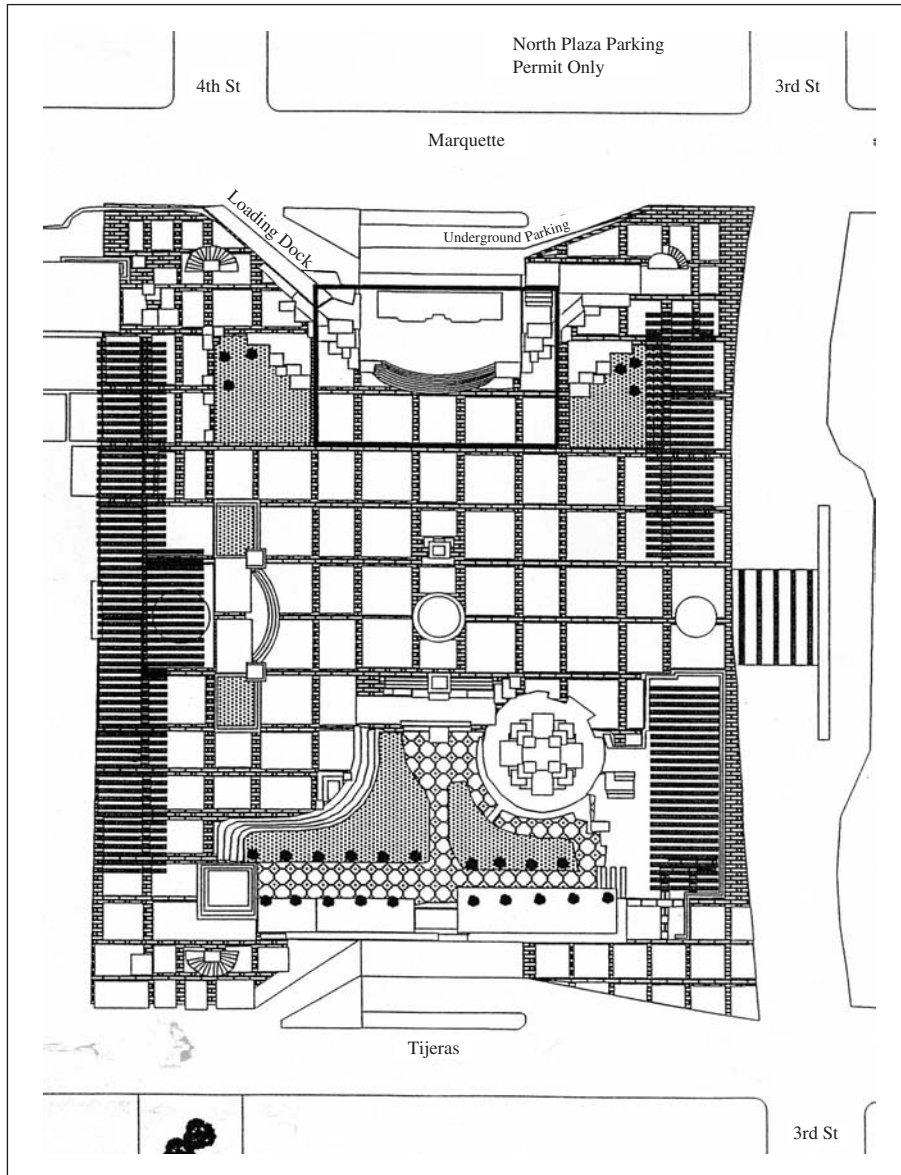 North Plaza Parking
Permit Only
4th St
3rd St
Marquette
Loading Dock
Underground Parking
Tijeras
3rd St